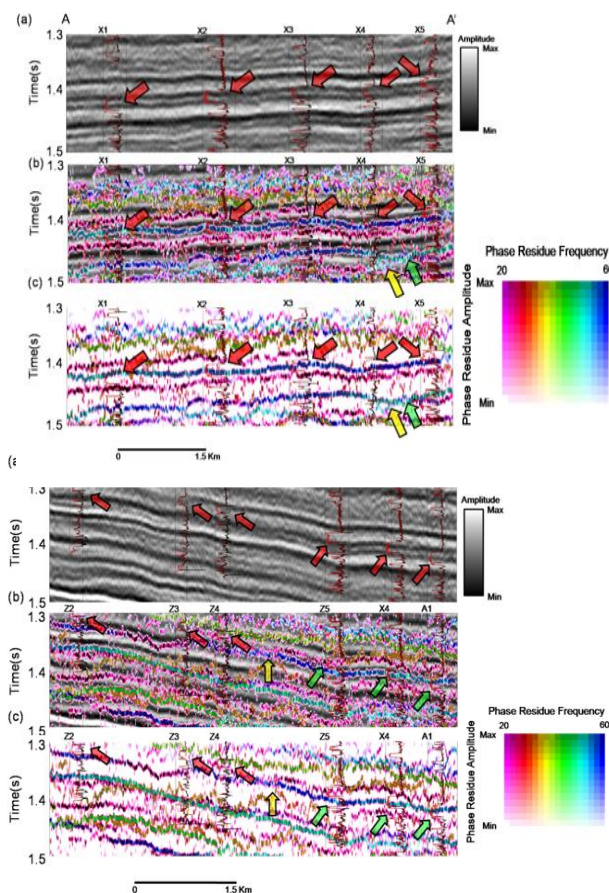 (a) A A'
X1 X2 X3 X4 X5
1.3
1.4
1.5
Time(s)
Amplitude
Max
Min
(b)
X1 X2 X3 X4 X5
1.3
1.4
1.5
Time(s)
(c)
X1 X2 X3 X4 X5
1.3
1.4
1.5
Time(s)
Phase Residue Frequency
20 60
Max
Min
Phase Residue Amplitude
0 1.5 Km
1.3
1.4
1.5
Time(s)
Amplitude
Max
Min
(b)
Z2 Z3 Z4 Z5 X4 A1
1.3
1.4
1.5
Time(s)
(c)
Z2 Z3 Z4 Z5 X4 A1
1.3
1.4
1.5
Time(s)
Phase Residue Frequency
20 60
Max
Min
Phase Residue Amplitude
0 1.5 Km